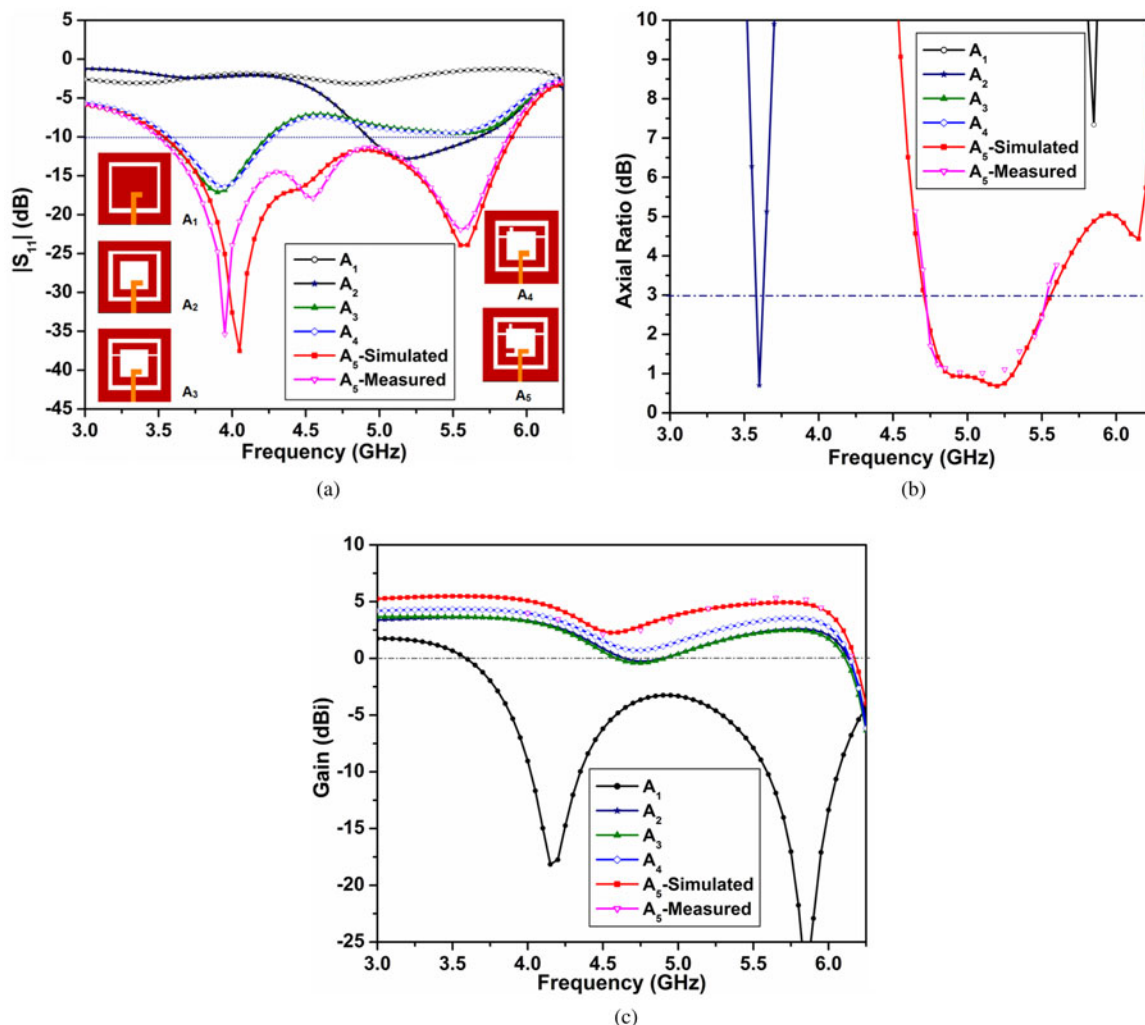 5
0
-5
-10
-15
-20
-25
-30
-35
-40
-45
|S₁₁| (dB)
A₁
A₂
A₃
A₁
A₂
A₃
A₄
A₅-Simulated
A₅-Measured
A₄
A₅
3.0 3.5 4.0 4.5 5.0 5.5 6.0
Frequency (GHz)
(a)
10
9
8
7
6
5
4
3
2
1
0
Axial Ratio (dB)
A₁
A₂
A₃
A₄
A₅-Simulated
A₅-Measured
3.0 3.5 4.0 4.5 5.0 5.5 6.0
Frequency (GHz)
(b)
10
5
0
-5
-10
-15
-20
-25
Gain (dBi)
A₁
A₂
A₃
A₄
A₅-Simulated
A₅-Measured
3.0 3.5 4.0 4.5 5.0 5.5 6.0
Frequency (GHz)
(c)